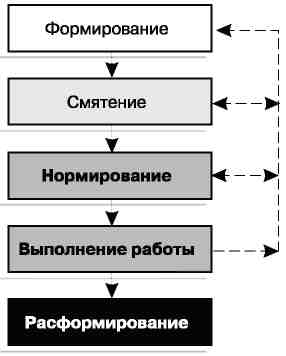 Формирование
Смятение
Нормирование
Выполнение работы
Расформирование